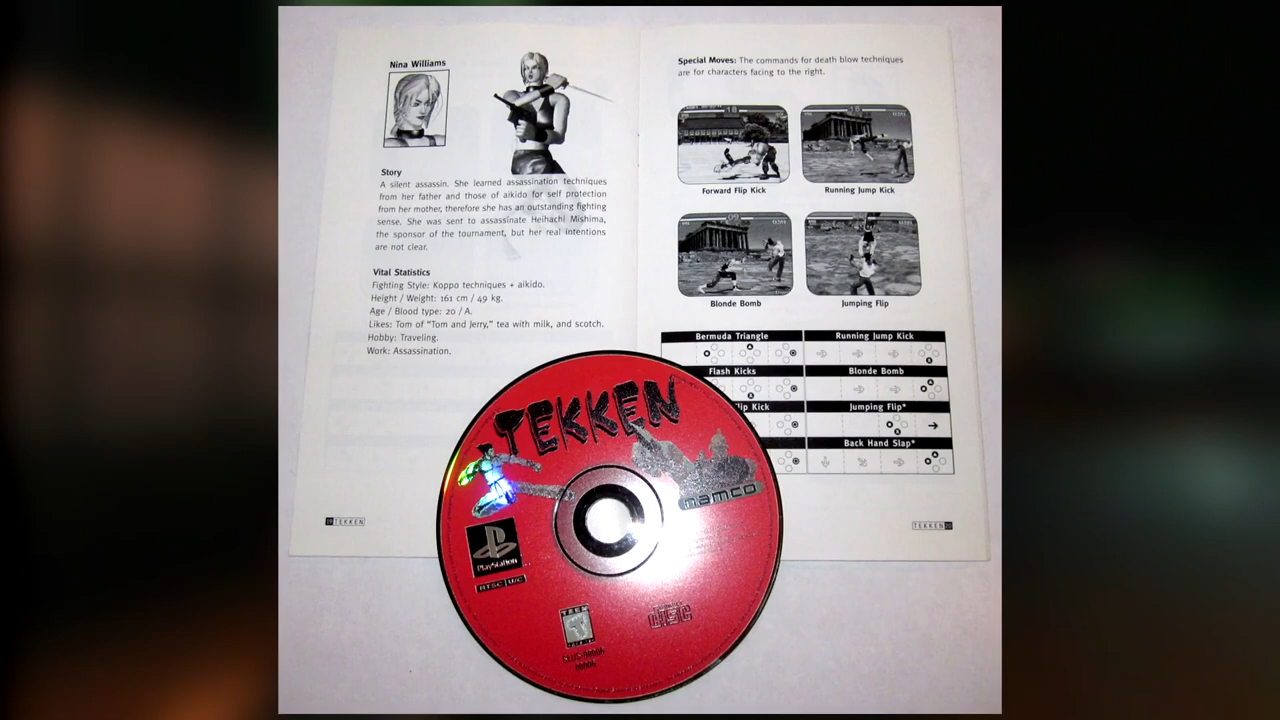 Nina Williams
Story
A silent assassin. She learned assassination techniques
from her father and those of aikido for self protection
from her mother, therefore she has an outstanding fighting
sense. She was sent to assassinate Heihachi Mishima,
the sponsor of the tournament, but her real intentions
are not clear.
Vital Statistics
Fighting Style: Koppo techniques + aikido.
Height / Weight: 161 cm / 49 kg.
Age / Blood type: 20 / A.
Likes: Tom of "Tom and Jerry," tea with milk, and scotch.
Hobby: Traveling.
Work: Assassination.
19 TEKKEN
Special Moves: The commands for death blow techniques
are for characters facing to the right.
Forward Flip Kick
Running Jump Kick
Blonde Bomb
Jumping Flip
Bermuda Triangle
Running Jump Kick
Flash Kicks
Blonde Bomb
Flip Kick
Jumping Flip*
Back Hand Slap*
TEKKEN 20
TEKKEN
namco
PlayStation
NTSC U/C
TEEN